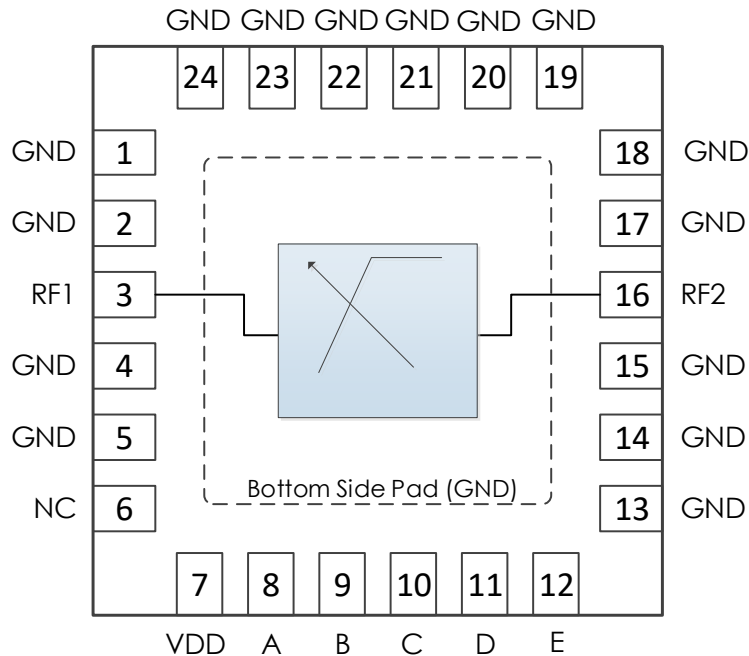 GND GND GND GND GND GND
24 23 22 21 20 19
GND 1 18 GND
GND 2 17 GND
RF1 3 16 RF2
GND 4 15 GND
GND 5 14 GND
Bottom Side Pad (GND)
NC 6 13 GND
7 8 9 10 11 12
VDD A B C D E